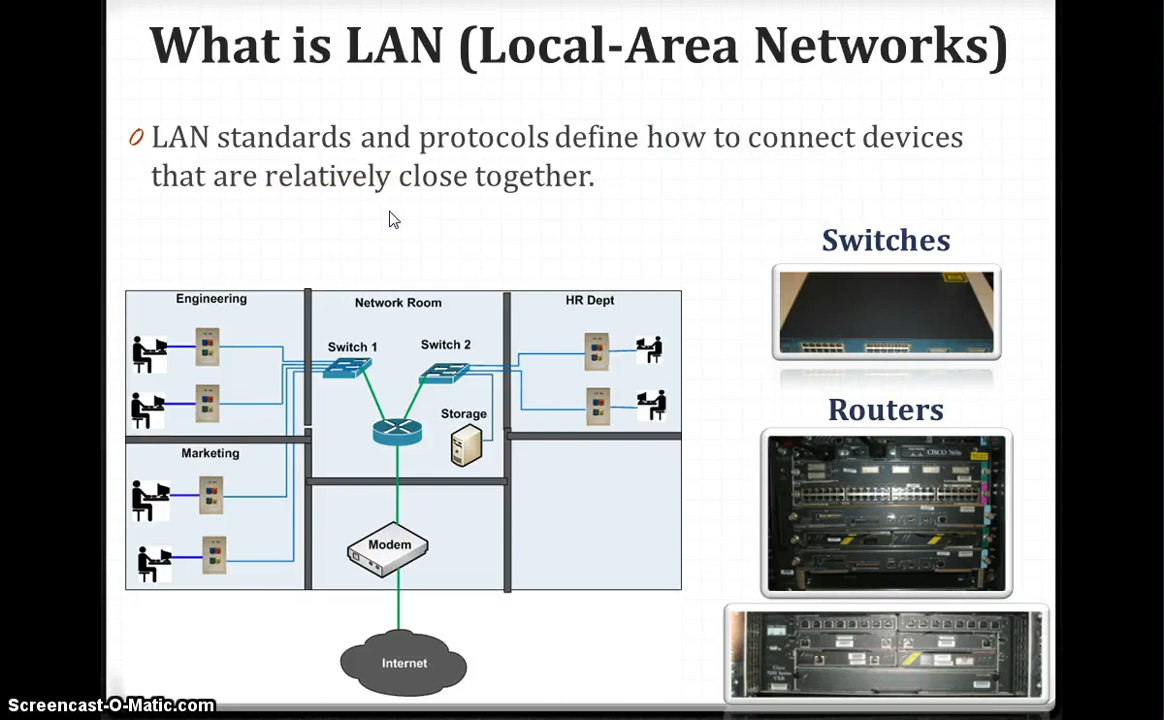 What is LAN (Local-Area Networks)
LAN standards and protocols define how to connect devices
that are relatively close together.
Engineering
Network Room
HR Dept
Switch 1
Switch 2
Storage
Marketing
Modem
Internet
Switches
Routers
CISCO 7606
Screencast-O-Matic.com